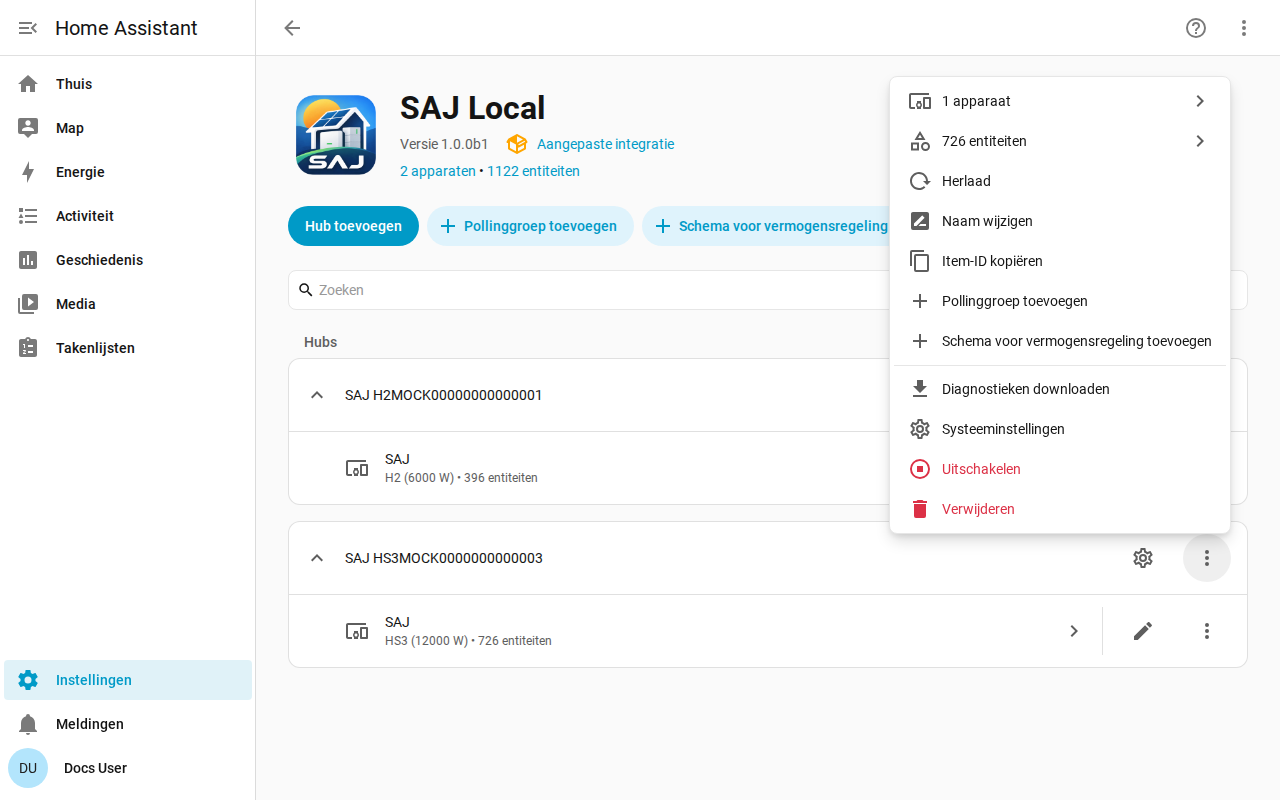 Home Assistant
Thuis
Map
Energie
Activiteit
Geschiedenis
Media
Takenlijsten
Instellingen
Meldingen
DU Docs User
SAJ
SAJ Local
Versie 1.0.0b1 Aangepaste integratie
2 apparaten • 1122 entiteiten
Hub toevoegen
Pollinggroep toevoegen
Schema voor vermogensregeling
Zoeken
Hubs
SAJ H2MOCK00000000000001
SAJ
H2 (6000 W) • 396 entiteiten
SAJ HS3MOCK0000000000003
SAJ
HS3 (12000 W) • 726 entiteiten
1 apparaat
726 entiteiten
Herlaad
Naam wijzigen
Item-ID kopiëren
Pollinggroep toevoegen
Schema voor vermogensregeling toevoegen
Diagnostieken downloaden
Systeeminstellingen
Uitschakelen
Verwijderen